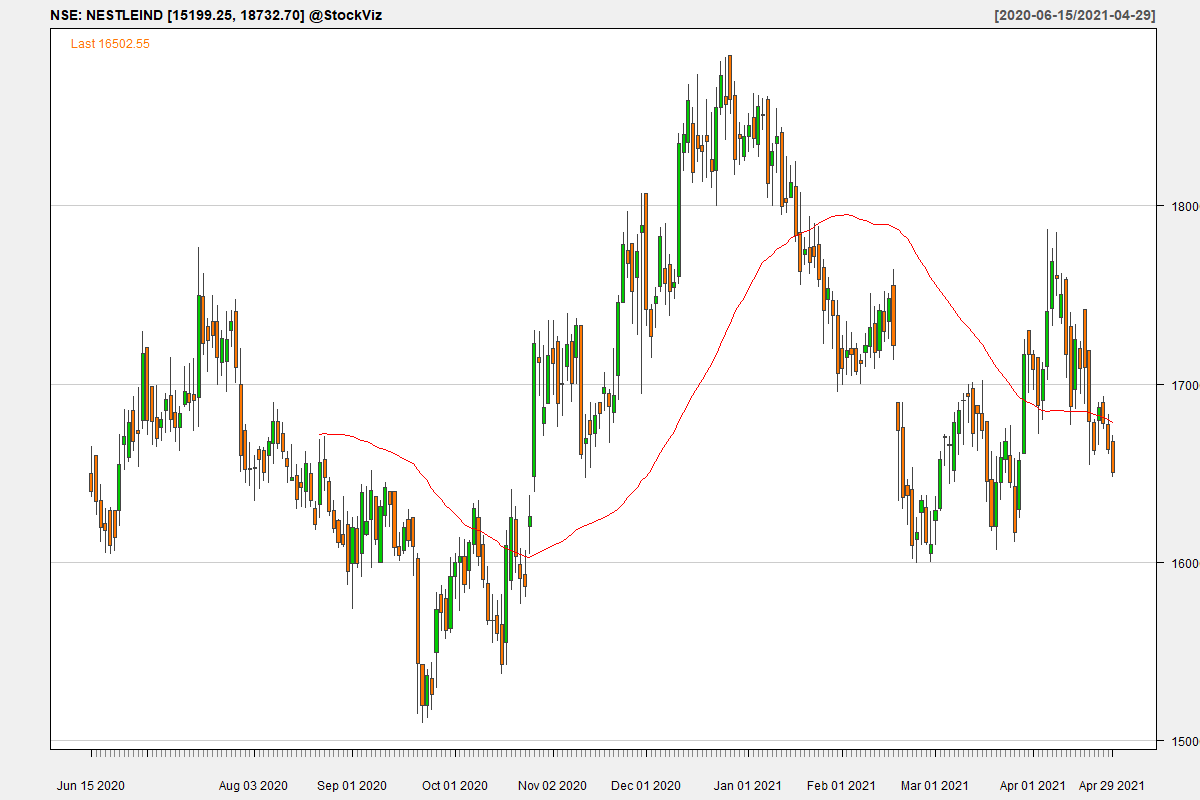 NSE: NESTLEIND [15199.25, 18732.70] @StockViz
[2020-06-15/2021-04-29]
Last 16502.55
1800
1700
1600
1500
Jun 15 2020 Aug 03 2020 Sep 01 2020 Oct 01 2020 Nov 02 2020 Dec 01 2020 Jan 01 2021 Feb 01 2021 Mar 01 2021 Apr 01 2021 Apr 29 2021